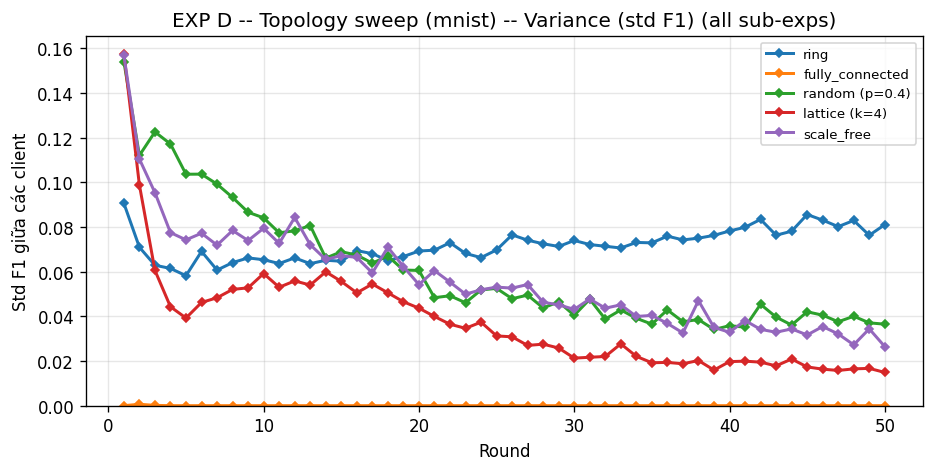 EXP D -- Topology sweep (mnist) -- Variance (std F1) (all sub-exps)
Std F1 giữa các client
0.16
0.14
0.12
0.10
0.08
0.06
0.04
0.02
0.00
ring
fully_connected
random (p=0.4)
lattice (k=4)
scale_free
0 10 20 30 40 50
Round